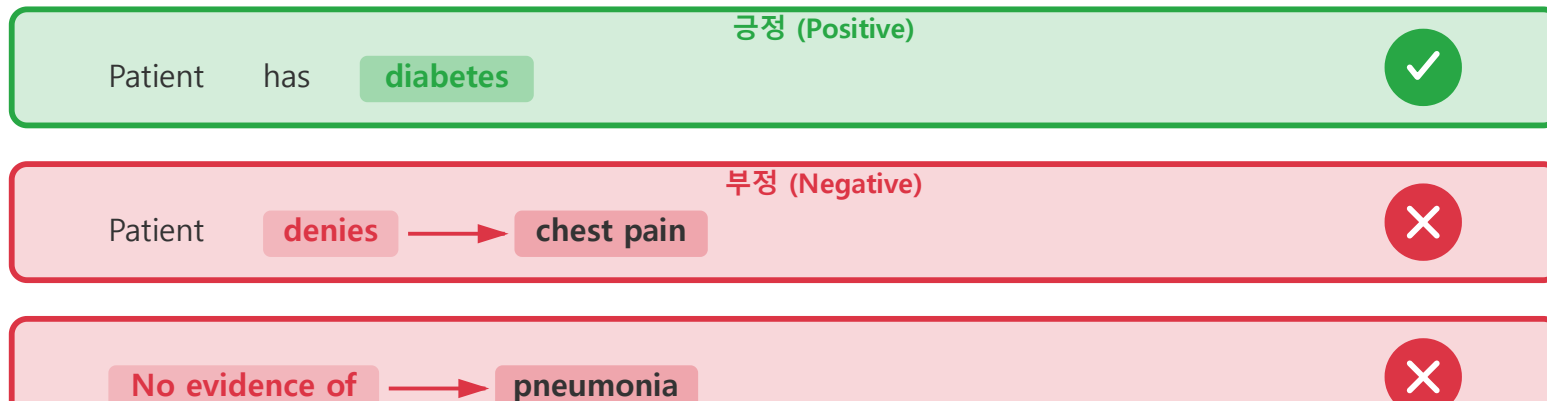 긍정 (Positive)
Patient has diabetes
부정 (Negative)
Patient denies chest pain
No evidence of pneumonia